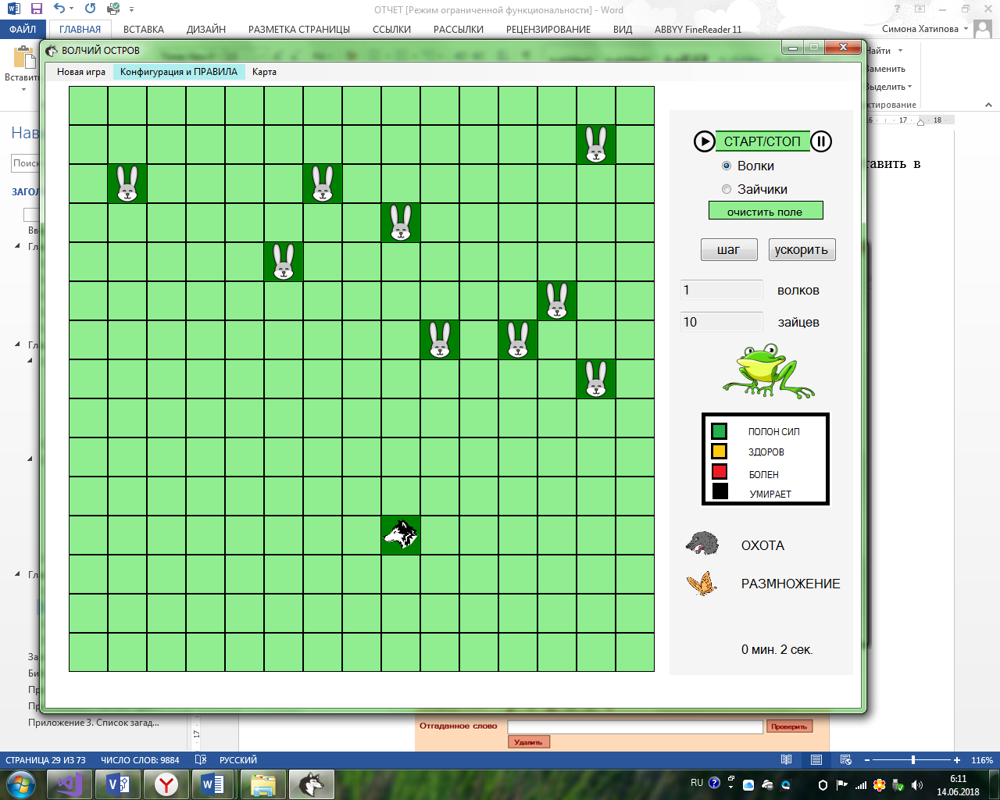 ОТЧЕТ [Режим ограниченной функциональности] - Word
ФАЙЛ ГЛАВНАЯ ВСТАВКА ДИЗАЙН РАЗМЕТКА СТРАНИЦЫ ССЫЛКИ РАССЫЛКИ РЕЦЕНЗИРОВАНИЕ ВИД ABBYY FineReader 11 Симона Хатипова
ВОЛЧИЙ ОСТРОВ
Новая игра Конфигурация и ПРАВИЛА Карта
Вставить
Найти
Заменить
Выделить
ктирование
16 17 18
Нав
Поиск
ЗАГОЛ
тавить в
Вв
Гл
Гл
Гл
За
Би
Пр
Пр
Приложение 3. Список загад...
СТАРТ/СТОП
Волки
Зайчики
очистить поле
шаг ускорить
1 волков
10 зайцев
ПОЛОН СИЛ
ЗДОРОВ
БОЛЕН
УМИРАЕТ
ОХОТА
РАЗМНОЖЕНИЕ
0 мин. 2 сек.
17
Отгаданное слово Проверить
Удалить
СТРАНИЦА 29 ИЗ 73 ЧИСЛО СЛОВ: 9884 РУССКИЙ 116%
RU 6:11
14.06.2018